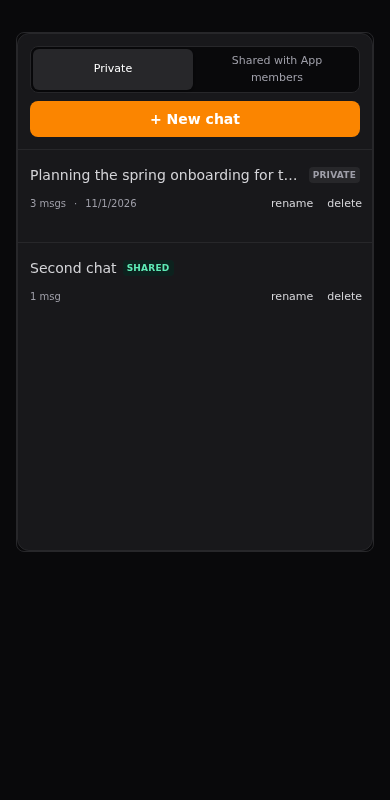 Private
Shared with App
members
+ New chat
Planning the spring onboarding for t… PRIVATE
3 msgs · 11/1/2026 rename delete
Second chat SHARED
1 msg rename delete